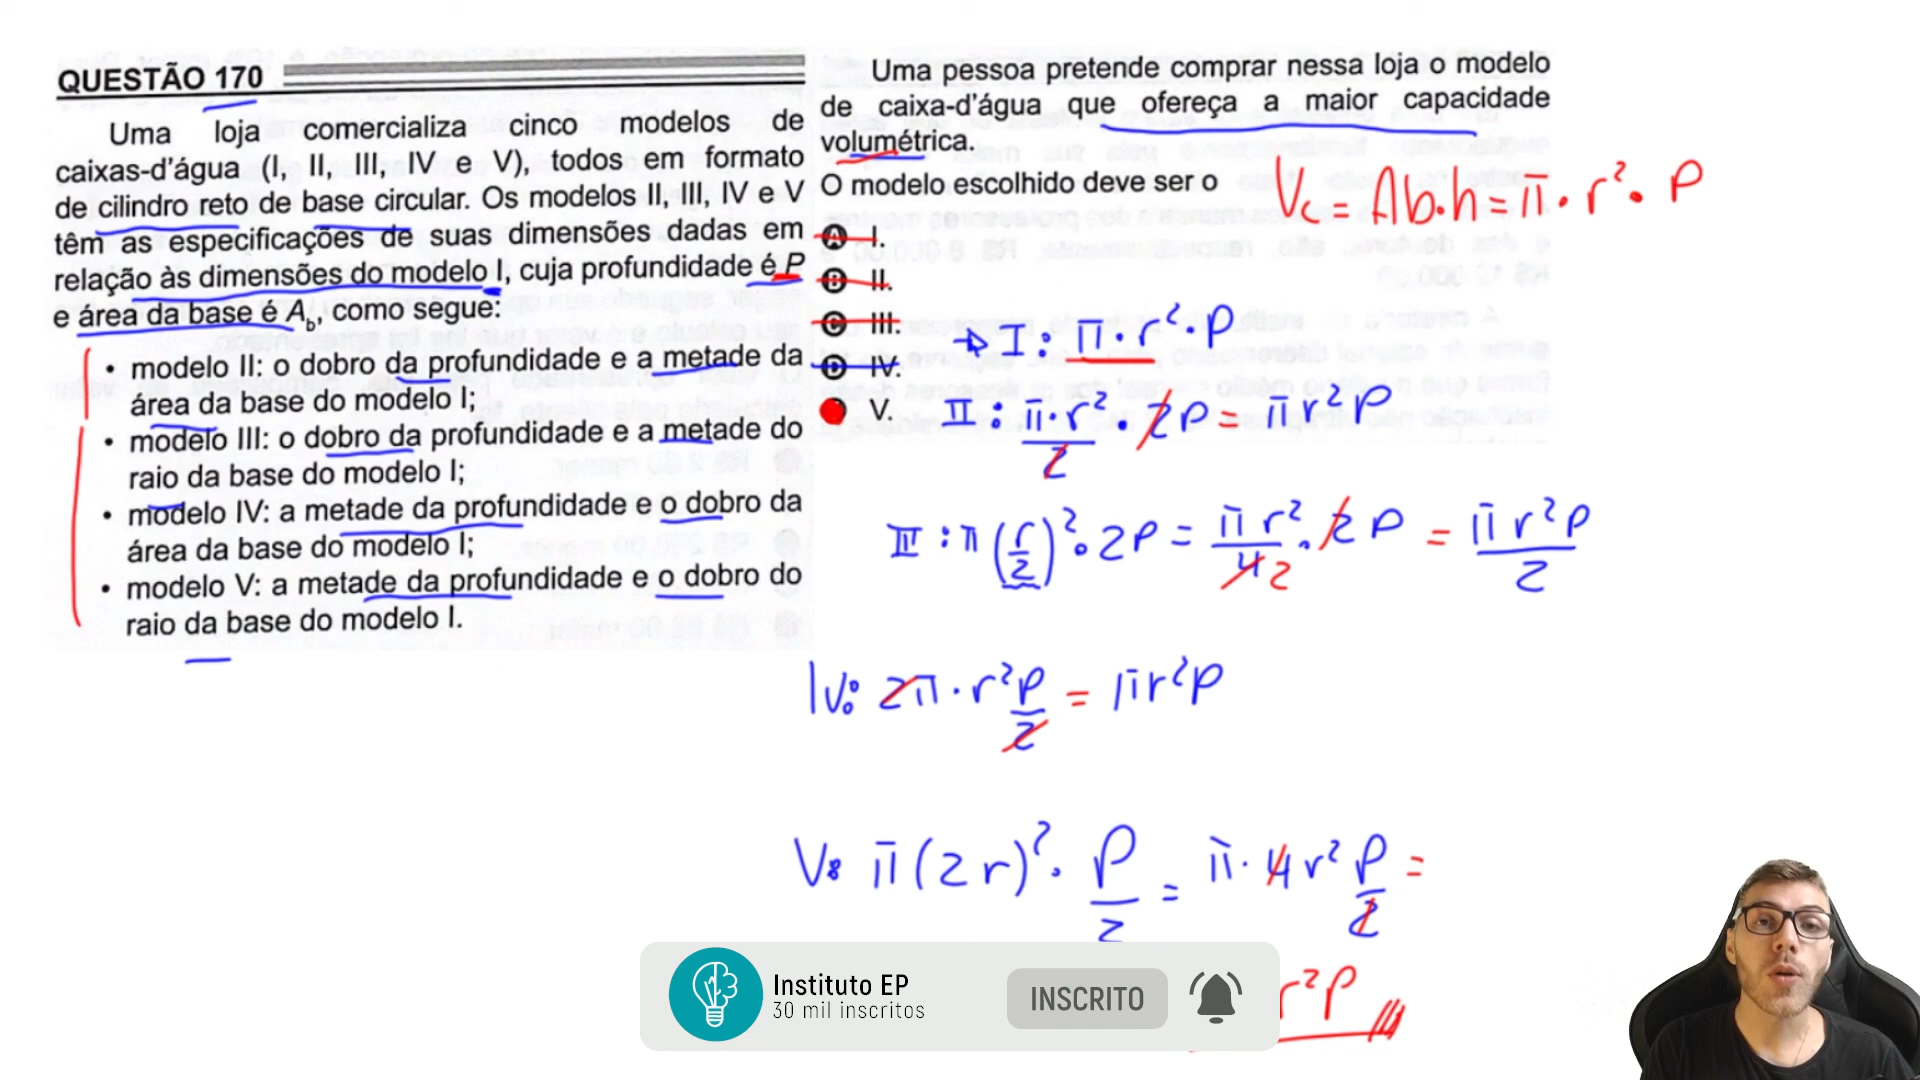 QUESTÃO 170
Uma loja comercializa cinco modelos de
caixas-d'água (I, II, III, IV e V), todos em formato
de cilindro reto de base circular. Os modelos II, III, IV e V
têm as especificações de suas dimensões dadas em
relação às dimensões do modelo I, cuja profundidade é P
e área da base é A_b, como segue:
• modelo II: o dobro da profundidade e a metade da
área da base do modelo I;
• modelo III: o dobro da profundidade e a metade do
raio da base do modelo I;
• modelo IV: a metade da profundidade e o dobro da
área da base do modelo I;
• modelo V: a metade da profundidade e o dobro do
raio da base do modelo I.
Uma pessoa pretende comprar nessa loja o modelo
de caixa-d'água que ofereça a maior capacidade
volumétrica.
O modelo escolhido deve ser o
A I.
B II.
C III.
D IV.
V.
Vc = Ab·h = π·r²·P
I: π·r²·P
II: π·r²/2 · 2P = πr²P
III: π(r/2)²·2P = πr²/4 2 · 2P = πr²P/2
IV: 2π·r² P/2 = πr²P
V: π(2r)²·P/2 = π·4r² P/2 =
r²P
Instituto EP
30 mil inscritos
INSCRITO